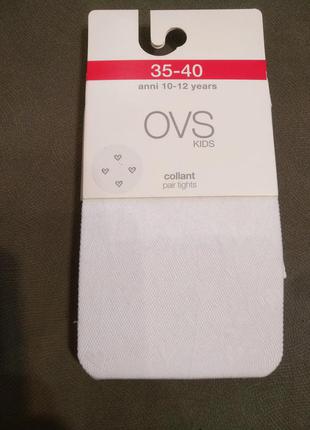 35-40
anni 10-12 years
OVS
KIDS
collant
pair tights